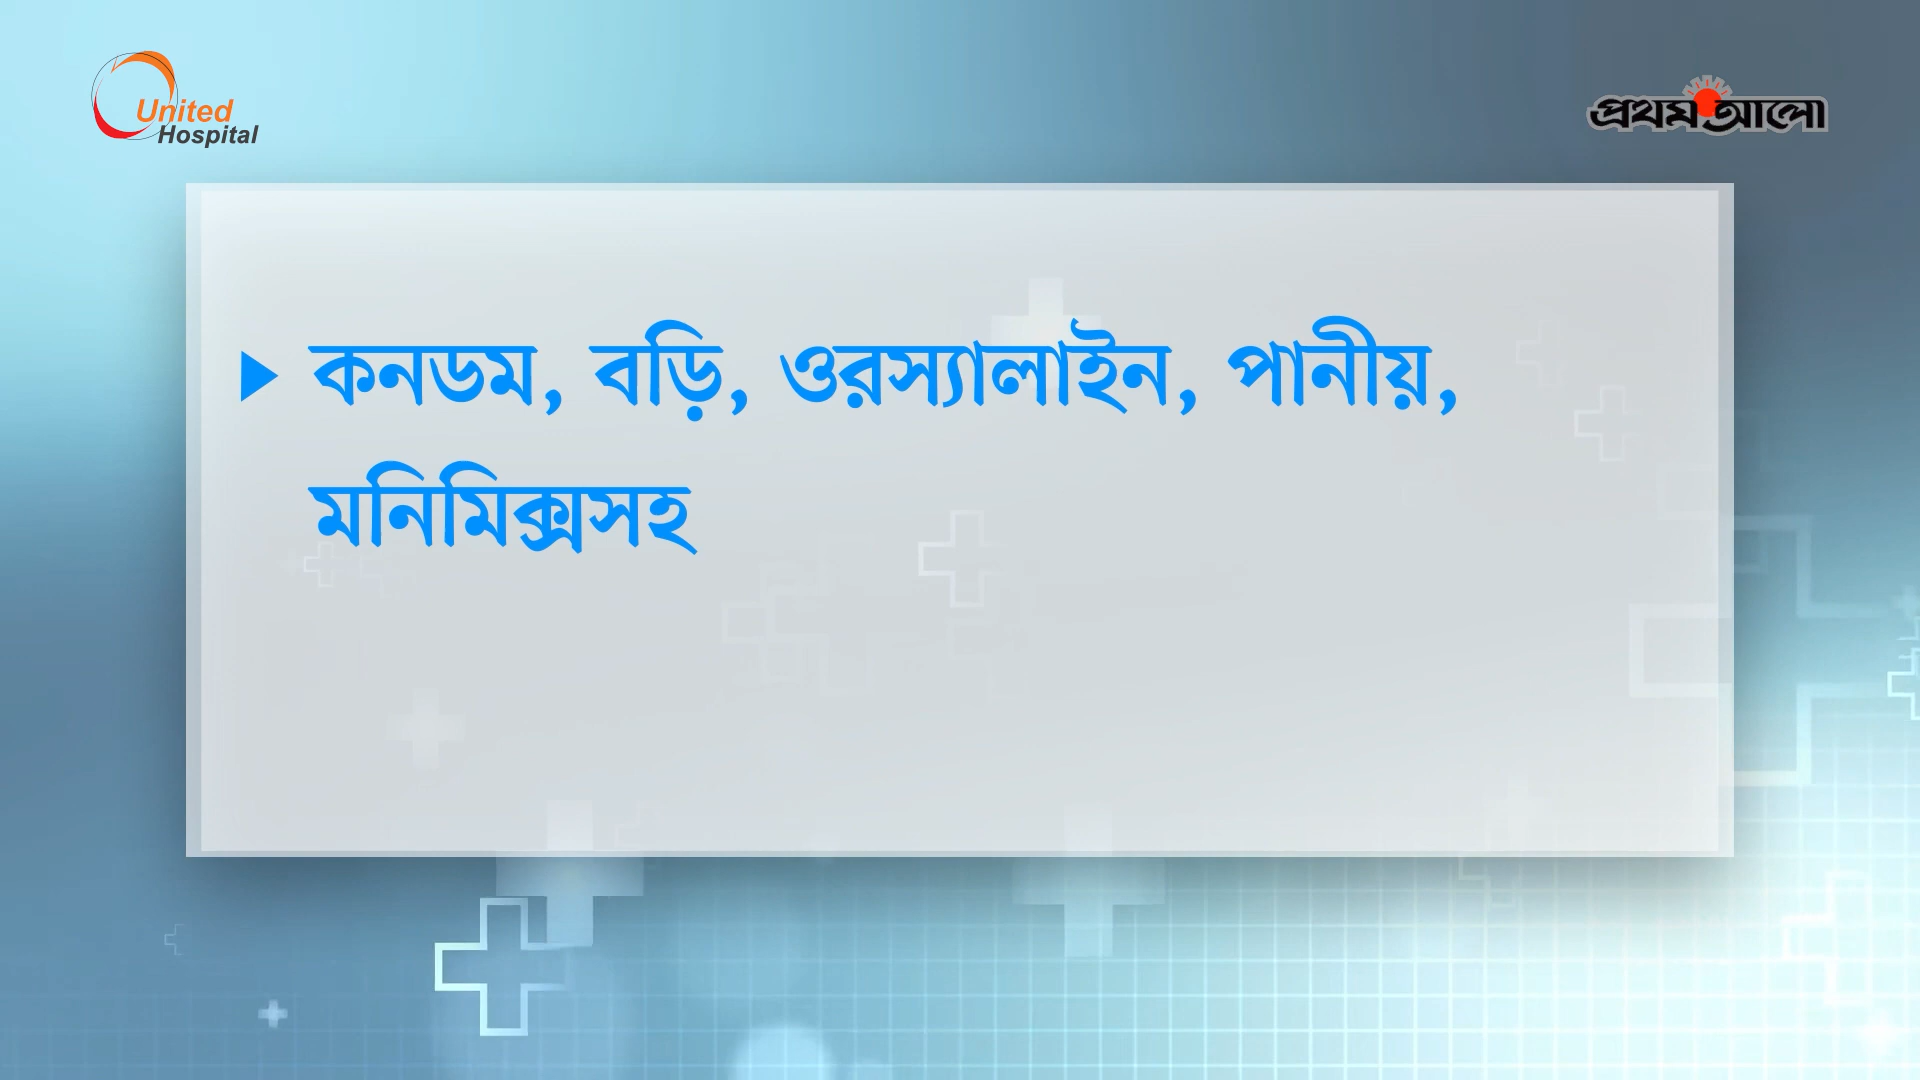 United
Hospital
প্রথম আলো
কনডম, বড়ি, ওরস্যালাইন, পানীয়,
মনিমিক্সসহ